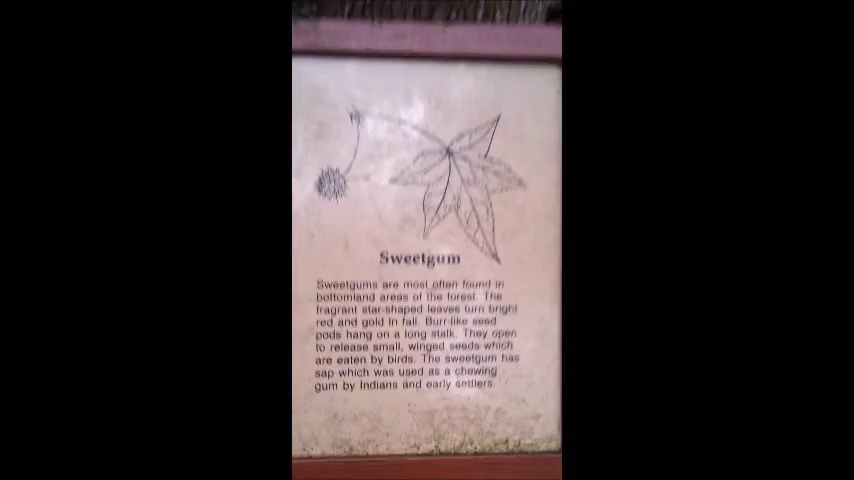 Sweetgum
Sweetgums are most often found in
bottomland areas of the forest. The
fragrant star-shaped leaves turn bright
red and gold in fall. Burr-like seed
pods hang on a long stalk. They open
to release small, winged seeds which
are eaten by birds. The sweetgum has
sap which was used as a chewing
gum by Indians and early settlers.